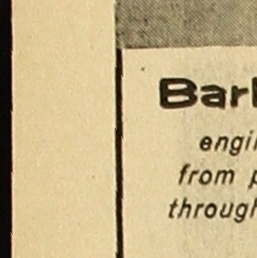 Bar
engi
from p
through